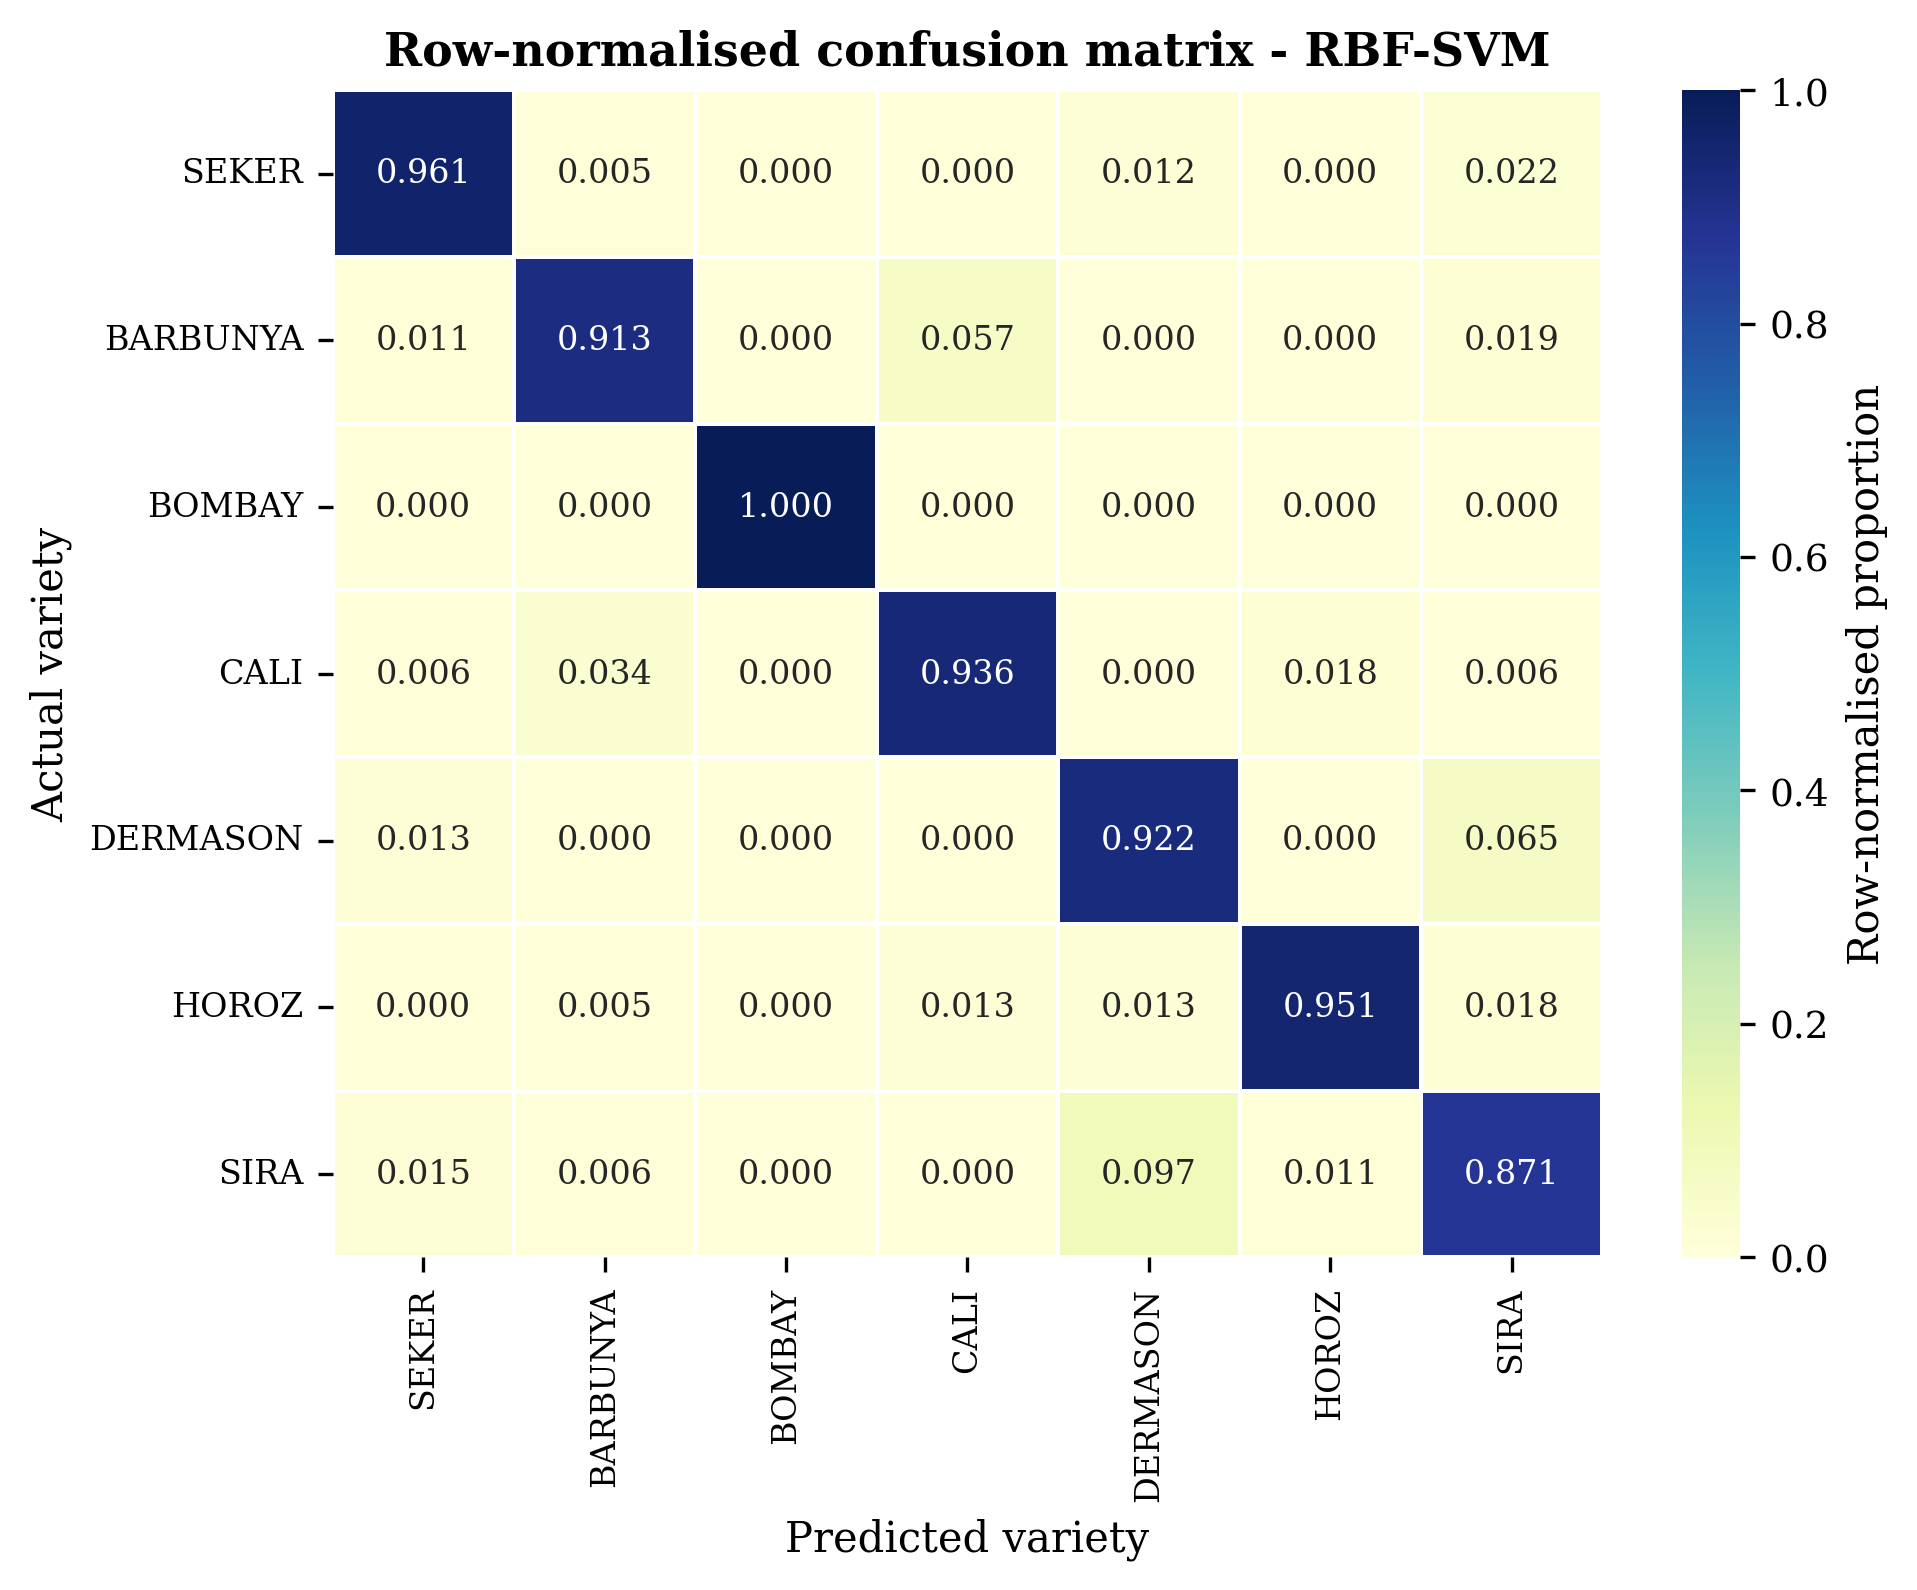 Row-normalised confusion matrix - RBF-SVM
SEKER 0.961 0.005 0.000 0.000 0.012 0.000 0.022
BARBUNYA 0.011 0.913 0.000 0.057 0.000 0.000 0.019
BOMBAY 0.000 0.000 1.000 0.000 0.000 0.000 0.000
CALI 0.006 0.034 0.000 0.936 0.000 0.018 0.006
DERMASON 0.013 0.000 0.000 0.000 0.922 0.000 0.065
HOROZ 0.000 0.005 0.000 0.013 0.013 0.951 0.018
SIRA 0.015 0.006 0.000 0.000 0.097 0.011 0.871
SEKER BARBUNYA BOMBAY CALI DERMASON HOROZ SIRA
Predicted variety
Actual variety
1.0
0.8
0.6
0.4
0.2
0.0
Row-normalised proportion